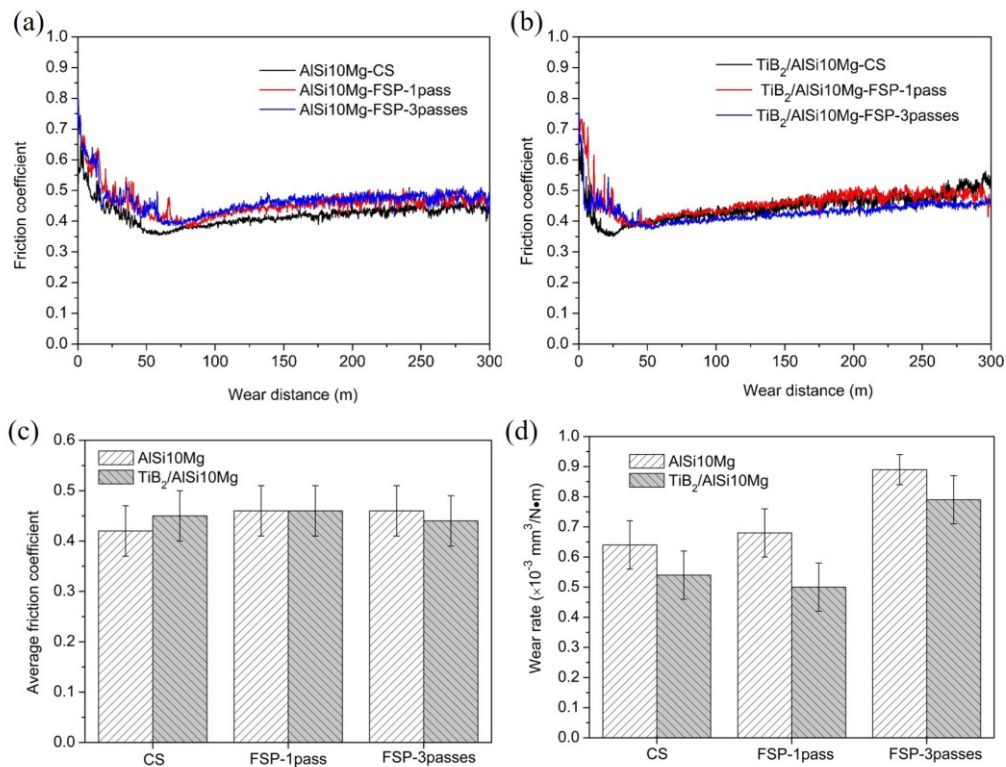 (a)
1.0
0.9
0.8
0.7
0.6
0.5
0.4
0.3
0.2
0.1
0.0
Friction coefficient
AlSi10Mg-CS
AlSi10Mg-FSP-1pass
AlSi10Mg-FSP-3passes
0 50 100 150 200 250 300
Wear distance (m)
(b)
1.0
0.9
0.8
0.7
0.6
0.5
0.4
0.3
0.2
0.1
0.0
Friction coefficient
TiB₂/AlSi10Mg-CS
TiB₂/AlSi10Mg-FSP-1pass
TiB₂/AlSi10Mg-FSP-3passes
0 50 100 150 200 250 300
Wear distance (m)
(c)
0.6
0.5
0.4
0.3
0.2
0.1
0.0
Average friction coefficient
AlSi10Mg
TiB₂/AlSi10Mg
CS FSP-1pass FSP-3passes
(d)
1.0
0.9
0.8
0.7
0.6
0.5
0.4
0.3
0.2
0.1
0.0
Wear rate (×10⁻³ mm³/N•m)
AlSi10Mg
TiB₂/AlSi10Mg
CS FSP-1pass FSP-3passes